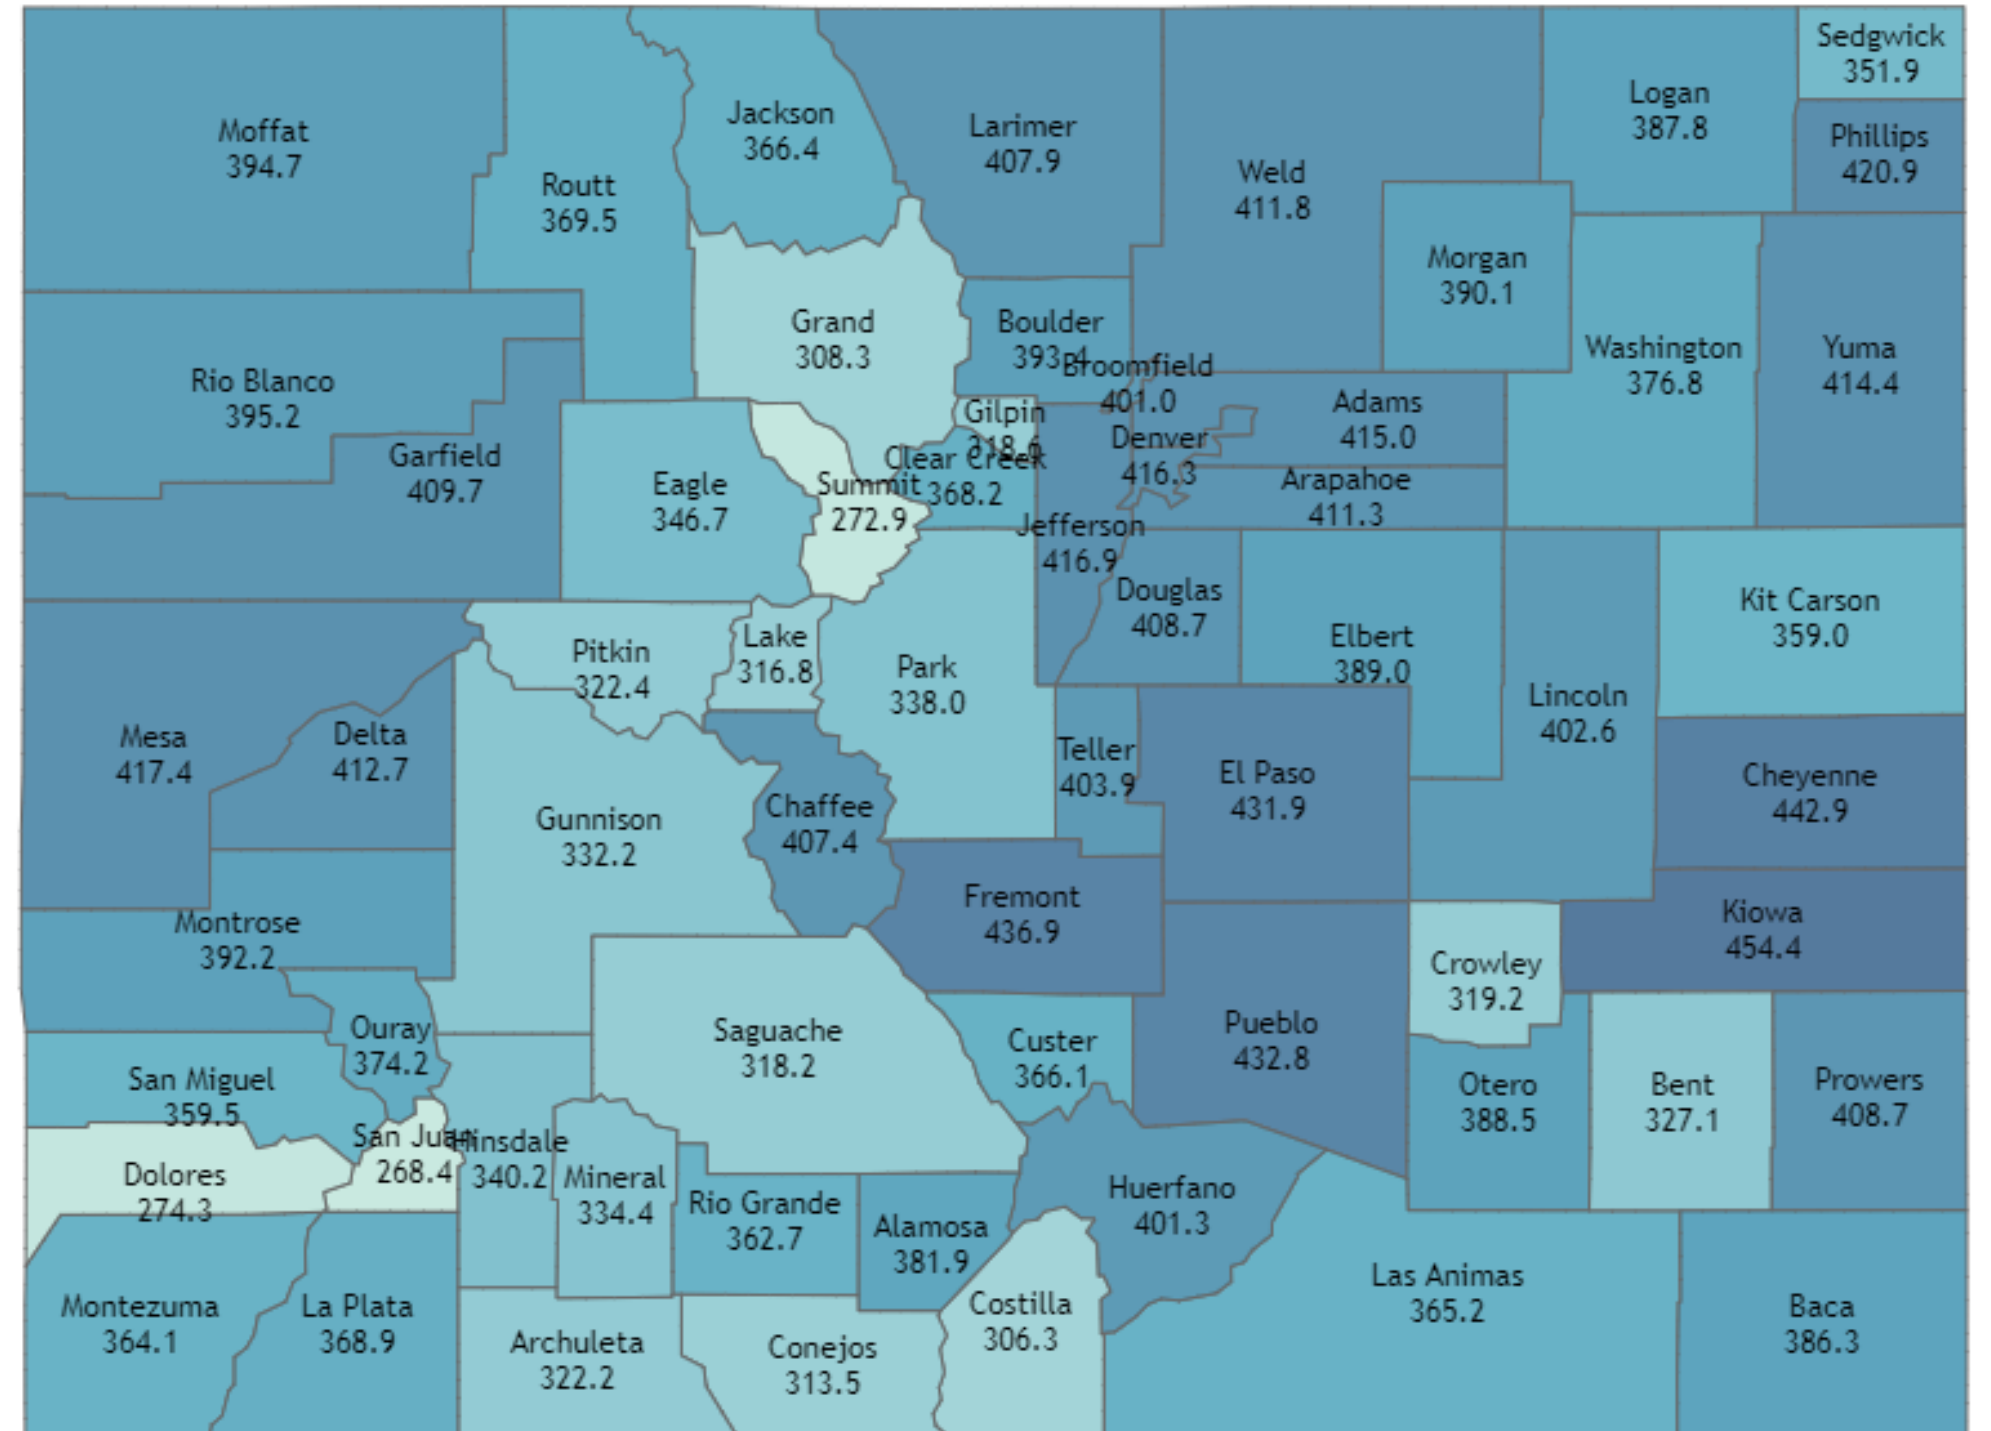 Sedgwick
351.9
Logan
387.8
Jackson
366.4
Larimer
407.9
Moffat
394.7
Phillips
420.9
Weld
411.8
Routt
369.5
Morgan
390.1
Grand
308.3
Boulder
393.4
Washington
376.8
Yuma
414.4
Broomfield
401.0
Rio Blanco
395.2
Adams
415.0
Gilpin
318.6
Denver
416.3
Garfield
409.7
Clear Creek
368.2
Eagle
346.7
Summit
272.9
Arapahoe
411.3
Jefferson
416.9
Douglas
408.7
Kit Carson
359.0
Elbert
389.0
Lake
316.8
Pitkin
322.4
Park
338.0
Lincoln
402.6
Mesa
417.4
Delta
412.7
Teller
403.9
El Paso
431.9
Cheyenne
442.9
Chaffee
407.4
Gunnison
332.2
Fremont
436.9
Kiowa
454.4
Montrose
392.2
Crowley
319.2
Pueblo
432.8
Ouray
374.2
Saguache
318.2
Custer
366.1
San Miguel
359.5
Otero
388.5
Bent
327.1
Prowers
408.7
San Juan
268.4
Hinsdale
340.2
Dolores
274.3
Mineral
334.4
Rio Grande
362.7
Huerfano
401.3
Alamosa
381.9
Las Animas
365.2
Costilla
306.3
Montezuma
364.1
La Plata
368.9
Baca
386.3
Archuleta
322.2
Conejos
313.5